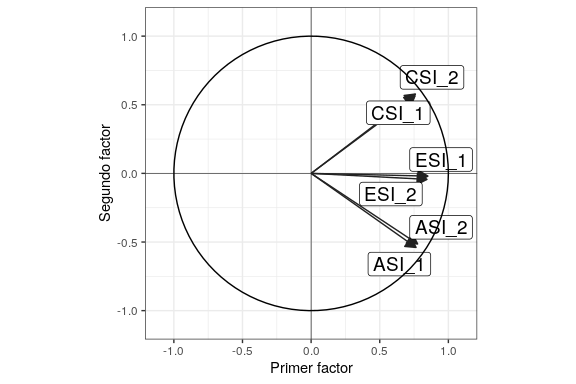 1.0
0.5
0.0
-0.5
-1.0
Segundo factor
CSI_2
CSI_1
ESI_1
ESI_2
ASI_2
ASI_1
-1.0 -0.5 0.0 0.5 1.0
Primer factor